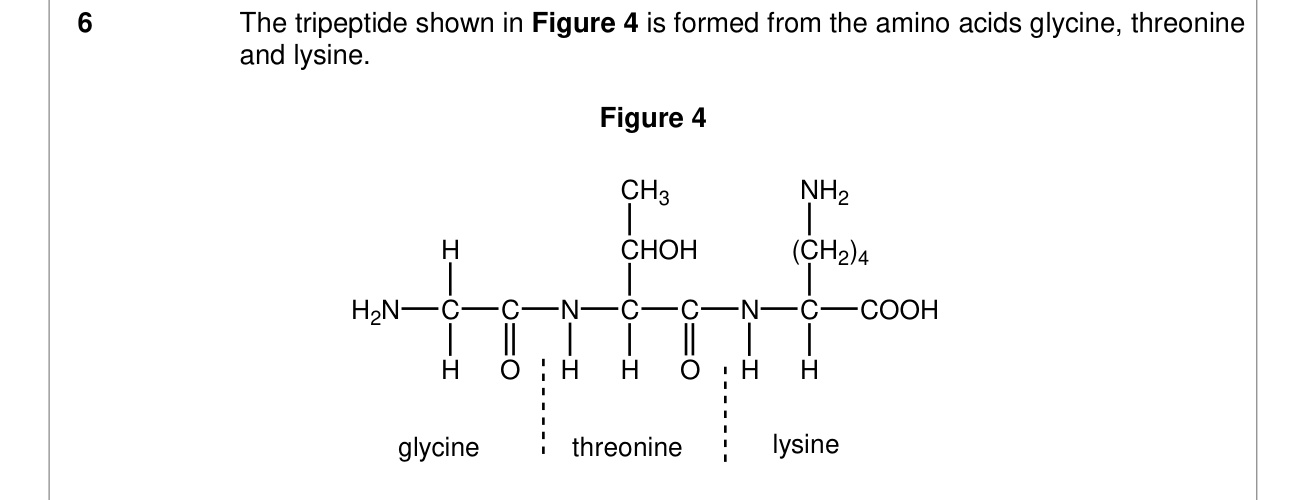 6 The tripeptide shown in Figure 4 is formed from the amino acids glycine, threonine
and lysine.
Figure 4
CH₃ NH₂
H CHOH (CH₂)₄
H₂N—C—C—N—C—C—N—C—COOH
H O H H O H H
glycine threonine lysine